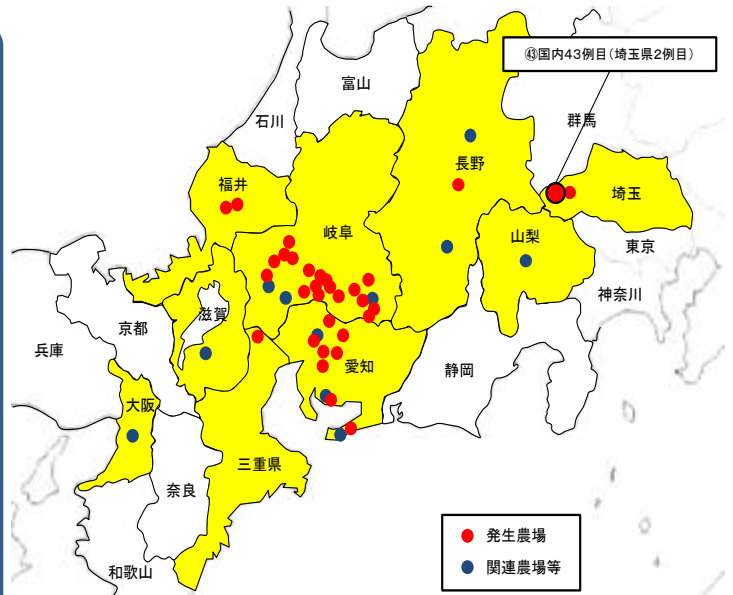 ㊸国内43例目（埼玉県2例目）
富山
石川
群馬
長野
福井
埼玉
岐阜
山梨
東京
神奈川
滋賀
京都
兵庫
愛知
静岡
大阪
三重県
奈良
和歌山
発生農場
関連農場等